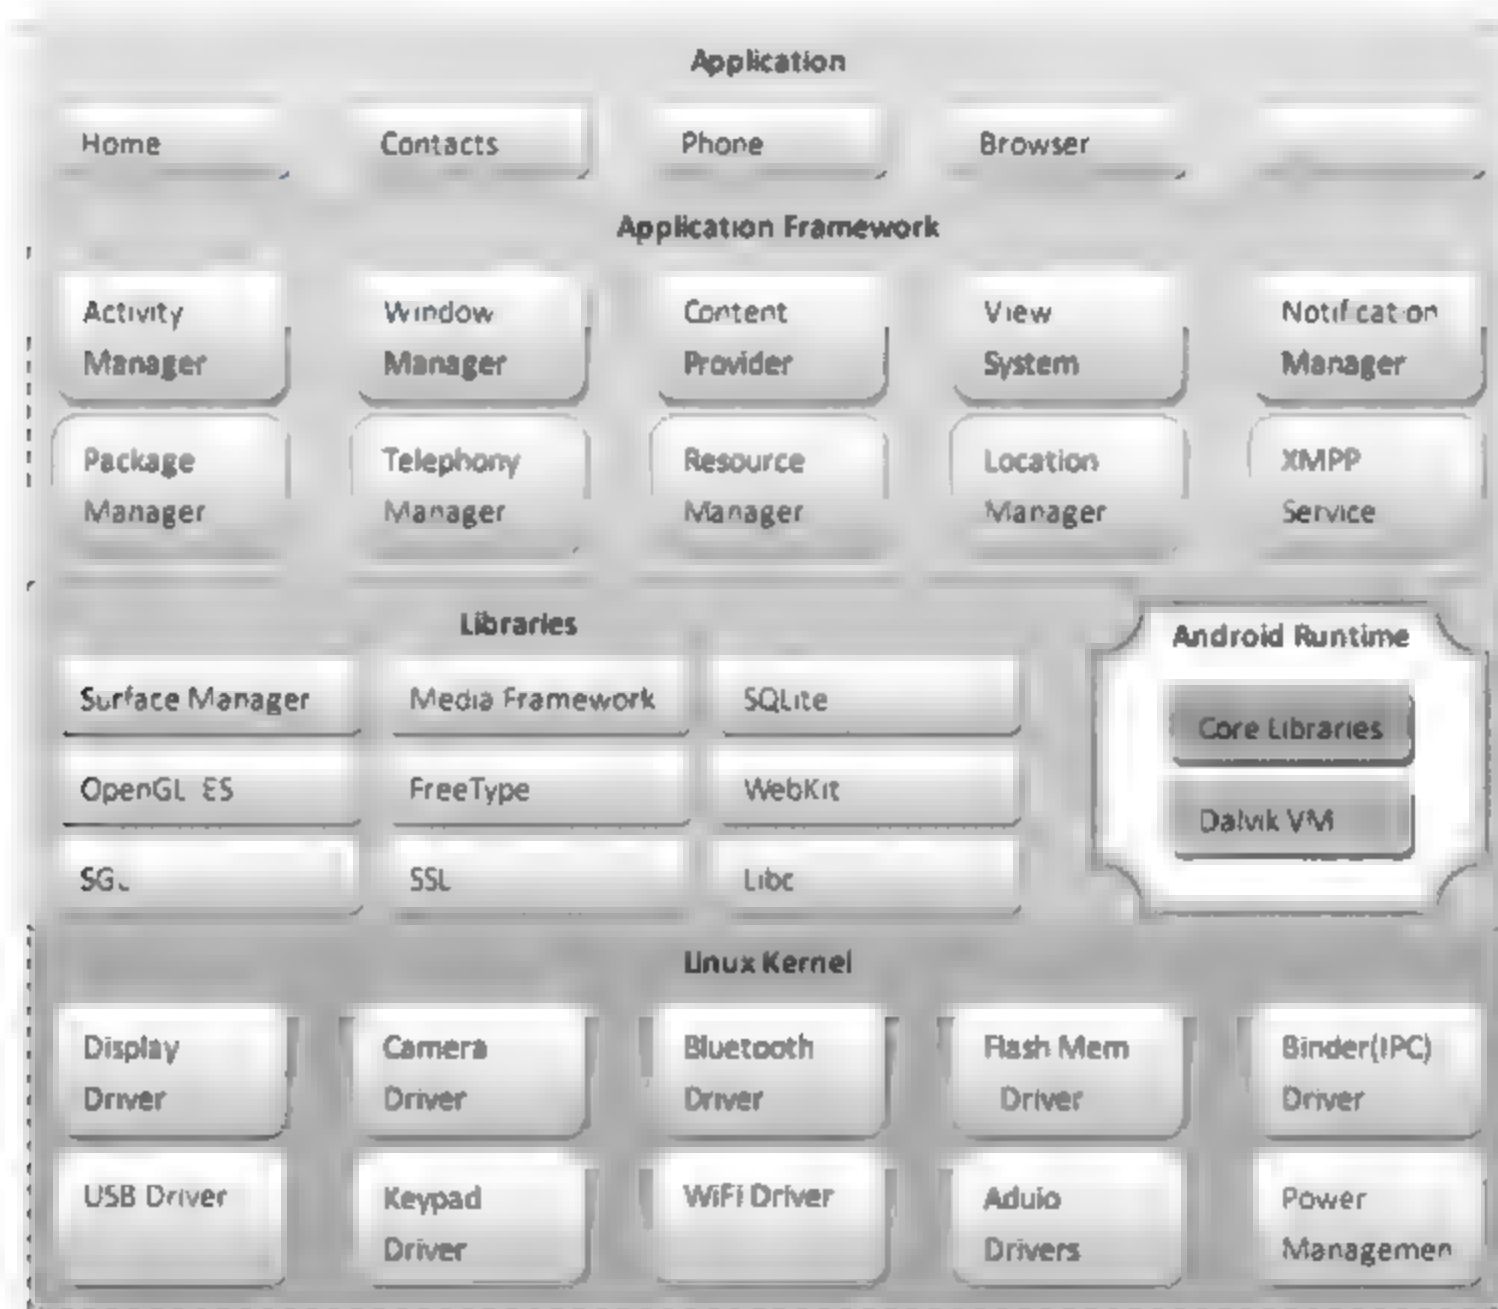 Application
Home Contacts Phone Browser
Application Framework
Activity Window Content View Notification
Manager Manager Provider System Manager
Package Telephony Resource Location XMPP
Manager Manager Manager Manager Service
Libraries
Android Runtime
Surface Manager Media Framework SQLite
Core Libraries
OpenGL ES FreeType WebKit
Dalvik VM
SGL SSL Libc
Linux Kernel
Display Camera Bluetooth Flash Mem Binder(IPC)
Driver Driver Driver Driver Driver
USB Driver Keypad WiFi Driver Aduio Power
Driver Drivers Managemen